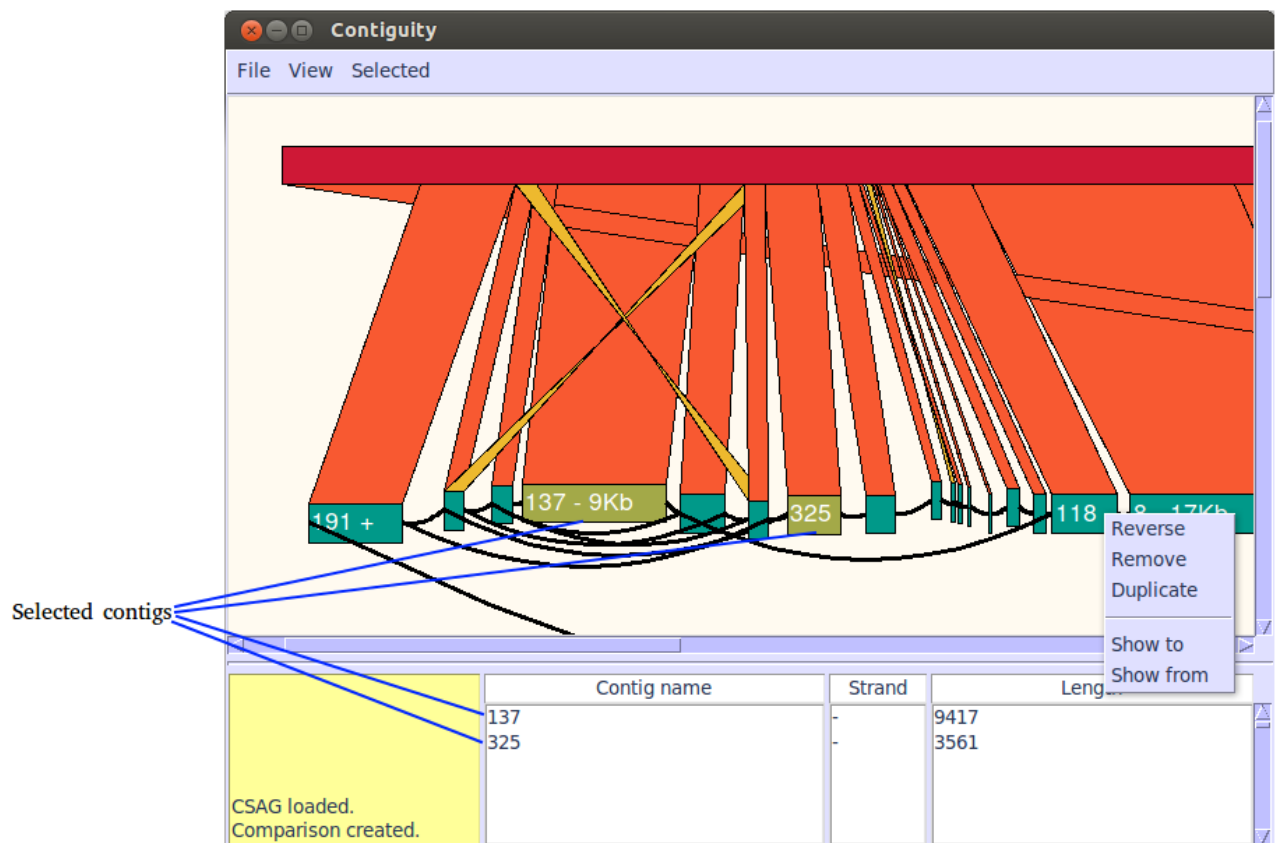 Contiguity
File View Selected
137 - 9Kb
191 +
325
118
Reverse
Remove
Duplicate
Show to
Show from
Selected contigs
Contig name Strand
137 - 9417
325 - 3561
CSAG loaded.
Comparison created.